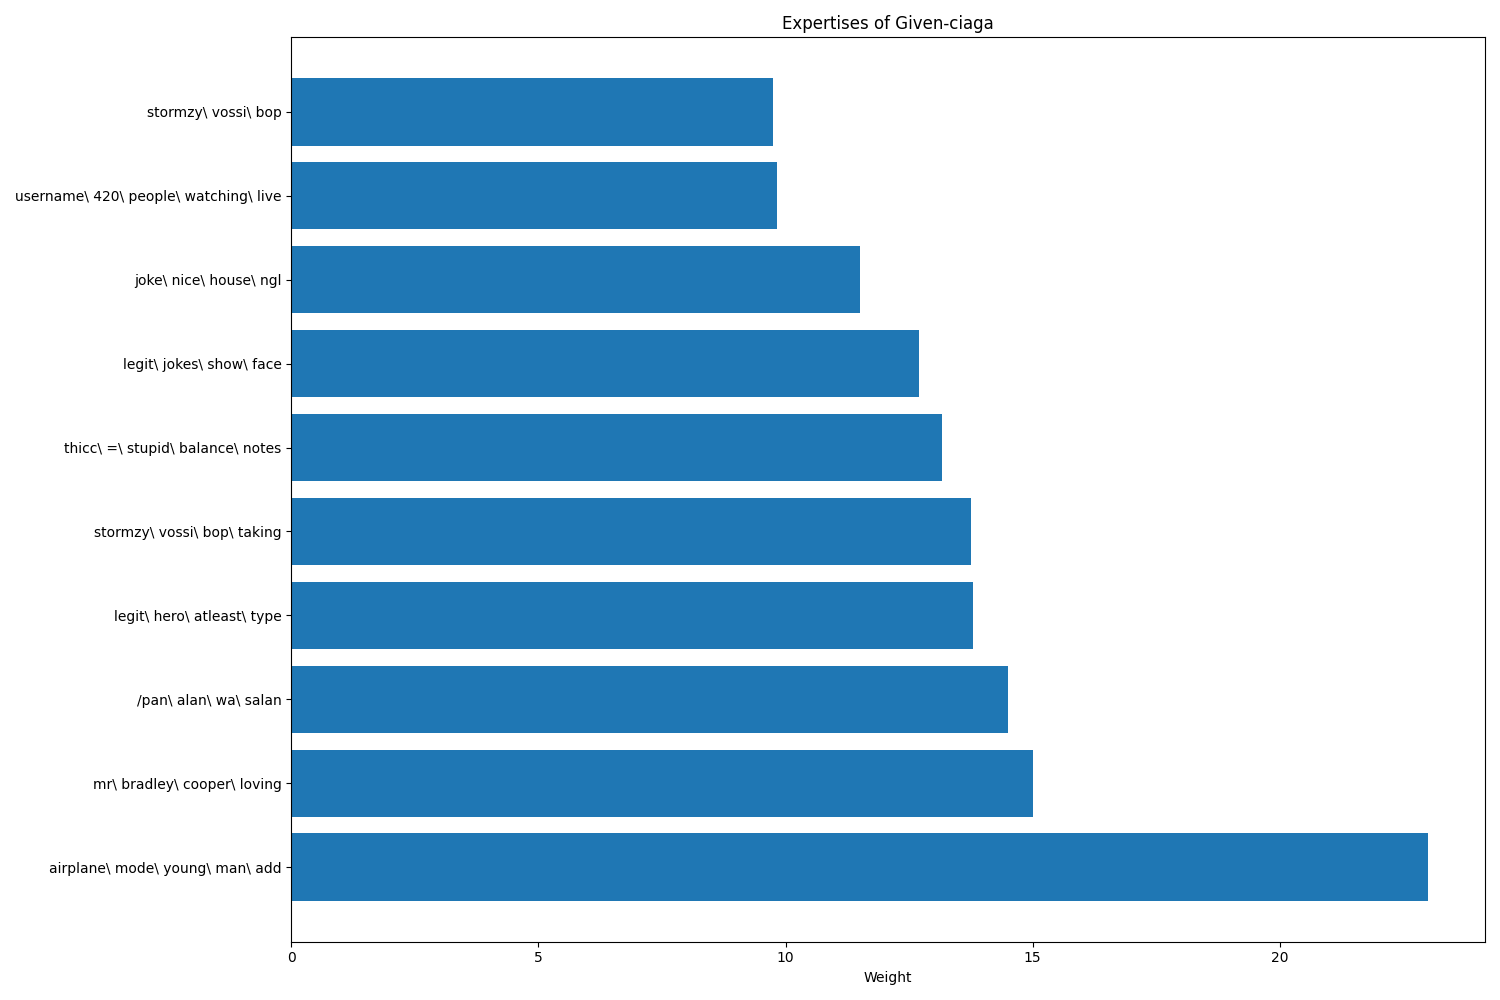 Expertises of Given-ciaga
stormzy\ vossi\ bop
username\ 420\ people\ watching\ live
joke\ nice\ house\ ngl
legit\ jokes\ show\ face
thicc\ =\ stupid\ balance\ notes
stormzy\ vossi\ bop\ taking
legit\ hero\ atleast\ type
/pan\ alan\ wa\ salan
mr\ bradley\ cooper\ loving
airplane\ mode\ young\ man\ add
0 5 10 15 20
Weight